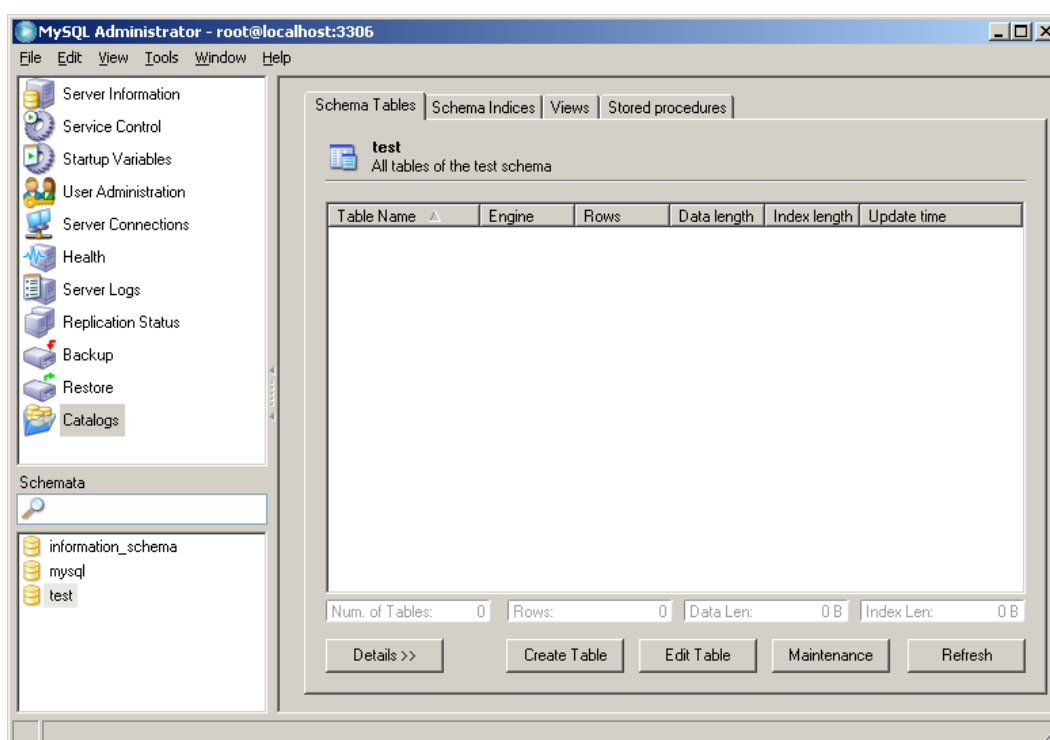 MySQL Administrator - root@localhost:3306
File Edit View Tools Window Help
Server Information
Service Control
Startup Variables
User Administration
Server Connections
Health
Server Logs
Replication Status
Backup
Restore
Catalogs
Schemata
information_schema
mysql
test
Schema Tables Schema Indices Views Stored procedures
test
All tables of the test schema
Table Name Engine Rows Data length Index length Update time
Num. of Tables: 0 Rows: 0 Data Len: 0 B Index Len: 0 B
Details >> Create Table Edit Table Maintenance Refresh